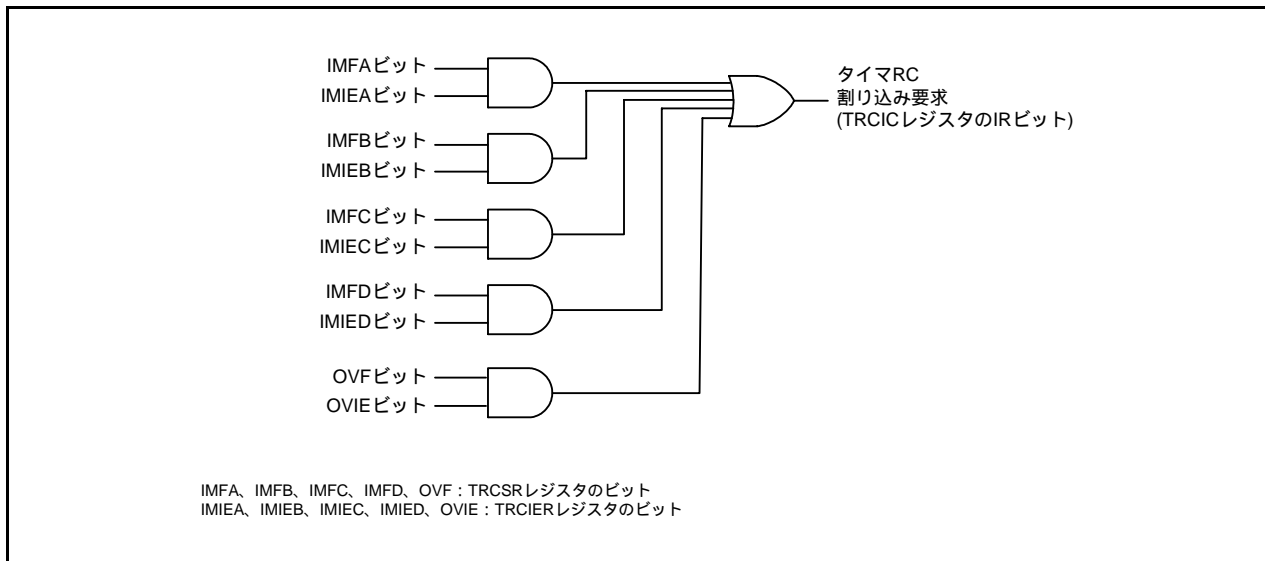 IMFAビット
IMIEAビット
IMFBビット
IMIEBビット
IMFCビット
IMIECビット
IMFDビット
IMIEDビット
OVFビット
OVIEビット
タイマRC
割り込み要求
(TRCICレジスタのIRビット)
IMFA、IMFB、IMFC、IMFD、OVF : TRCSRレジスタのビット
IMIEA、IMIEB、IMIEC、IMIED、OVIE : TRCIERレジスタのビット